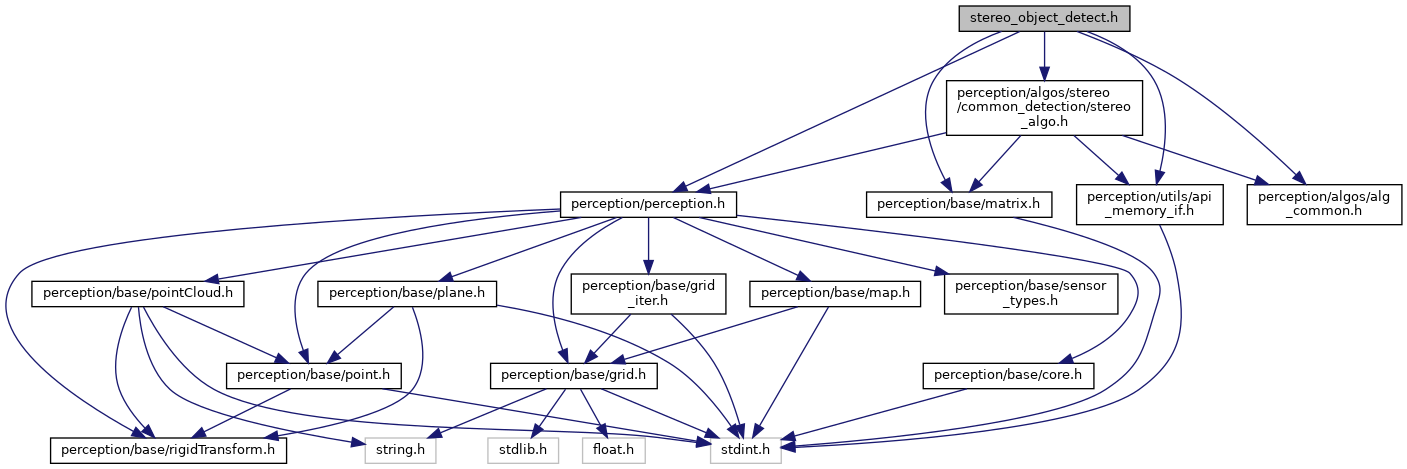 stereo_object_detect.h
perception/algos/stereo
/common_detection/stereo
_algo.h
perception/perception.h
perception/base/matrix.h
perception/utils/api
_memory_if.h
perception/algos/alg
_common.h
perception/base/pointCloud.h
perception/base/plane.h
perception/base/grid
_iter.h
perception/base/map.h
perception/base/sensor
_types.h
perception/base/point.h
perception/base/grid.h
perception/base/core.h
perception/base/rigidTransform.h
string.h
stdlib.h
float.h
stdint.h